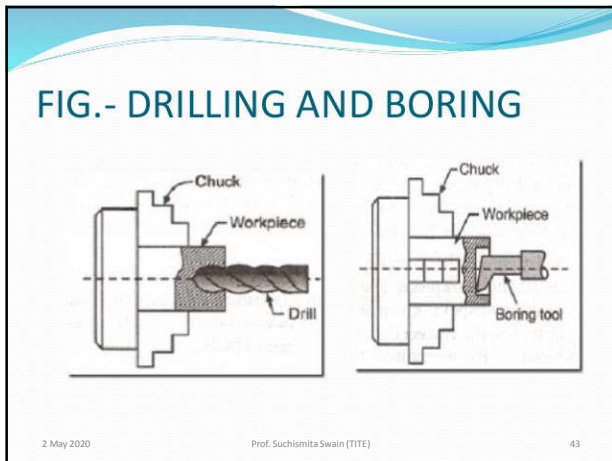 FIG.- DRILLING AND BORING
Chuck
Workpiece
Drill
Chuck
Workpiece
Boring tool
2 May 2020
Prof. Suchismita Swain (TITE)
43